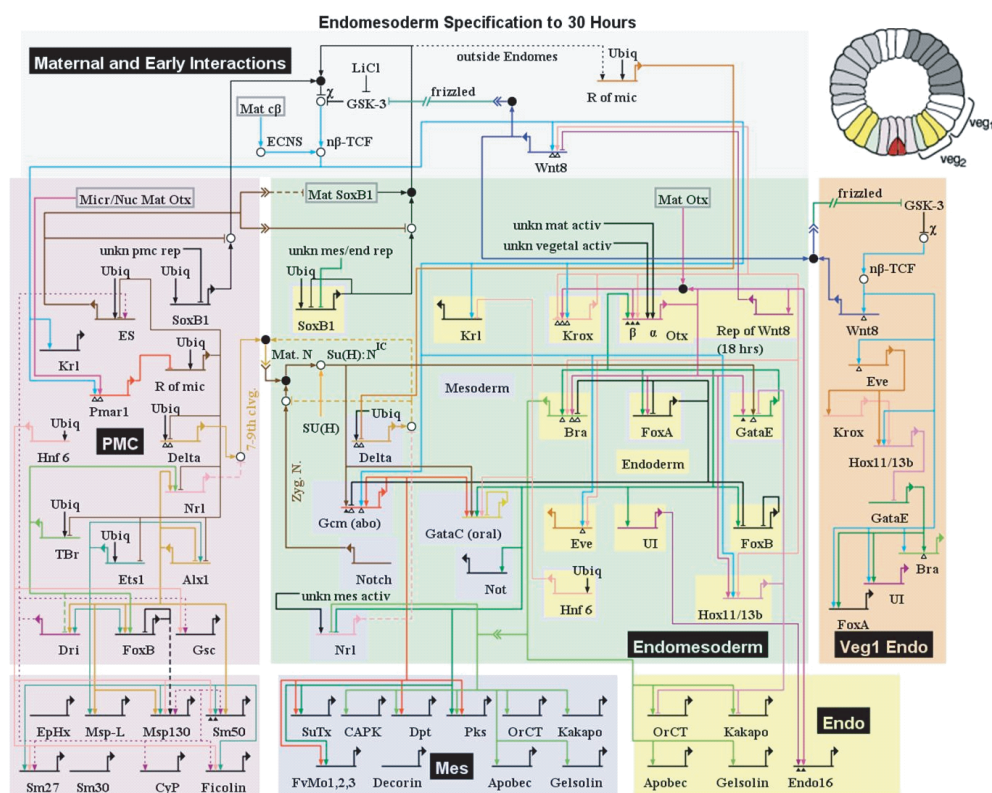 Endomesoderm Specification to 30 Hours
Maternal and Early Interactions
outside Endomes
Ubiq
LiCl
R of mic
χ
GSK-3
frizzled
Mat cβ
ECNS
nβ-TCF
Wnt8
veg1
veg2
Micr/Nuc Mat Otx
Mat SoxB1
Mat Otx
frizzled
GSK-3
χ
unkn pmc rep
unkn mat activ
unkn vegetal activ
Ubiq
Ubiq
unkn mes/end rep
Ubiq
nβ-TCF
ES
SoxB1
SoxB1
Krl
Krox
β
α
Otx
Rep of Wnt8
(18 hrs)
Wnt8
Krl
Ubiq
R of mic
Mat. N
Su(H): N
IC
Mesoderm
Eve
Pmar1
PMC
7-9th clvg.
SU(H)
Ubiq
Bra
FoxA
GataE
Krox
Hox11/13b
Ubiq
Hnf 6
Delta
Delta
Endoderm
Nrl
Zyg. N.
Gcm (abo)
GataC (oral)
Eve
UI
FoxB
GataE
Ubiq
TBr
Ubiq
Ets1
Alx1
Notch
Not
Ubiq
Hnf 6
Hox11/13b
Bra
UI
FoxA
unkn mes activ
Dri
FoxB
Gsc
Nrl
Endomesoderm
Veg1 Endo
EpHx
Msp-L
Msp130
Sm50
SuTx
CAPK
Dpt
Pks
OrCT
Kakapo
OrCT
Kakapo
Endo
Mes
Sm27
Sm30
CyP
Ficolin
FvMo1,2,3
Decorin
Apobec
Gelsolin
Apobec
Gelsolin
Endo16